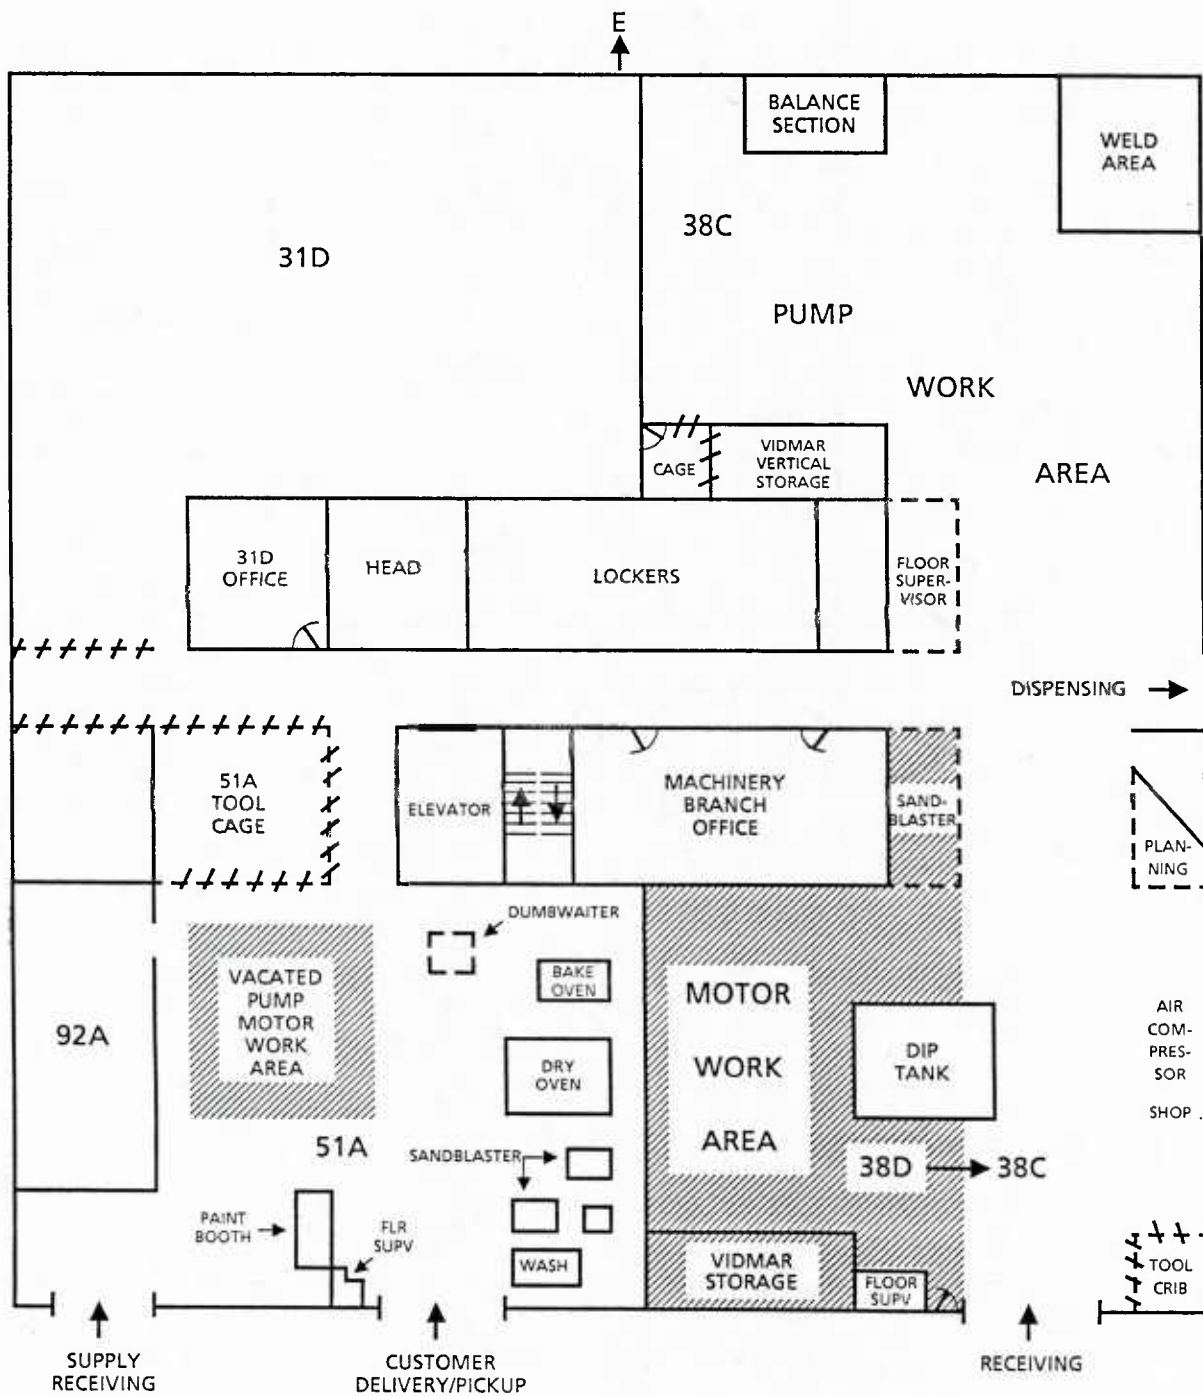 E
BALANCE
SECTION
WELD
AREA
38C
31D
PUMP
WORK
AREA
CAGE
VIDMAR
VERTICAL
STORAGE
31D
OFFICE
HEAD
LOCKERS
FLOOR
SUPER-
VISOR
DISPENSING
51A
TOOL
CAGE
ELEVATOR
MACHINERY
BRANCH
OFFICE
SAND-
BLASTER
PLAN-
NING
DUMBWAITER
VACATED
PUMP
MOTOR
WORK
AREA
92A
BAKE
OVEN
DRY
OVEN
MOTOR
WORK
AREA
DIP
TANK
AIR
COM-
PRES-
SOR
SHOP
51A
SANDBLASTER
38D
38C
PAINT
BOOTH
FLR
SUPV
WASH
VIDMAR
STORAGE
FLOOR
SUPV
TOOL
CRIB
SUPPLY
RECEIVING
CUSTOMER
DELIVERY/PICKUP
RECEIVING